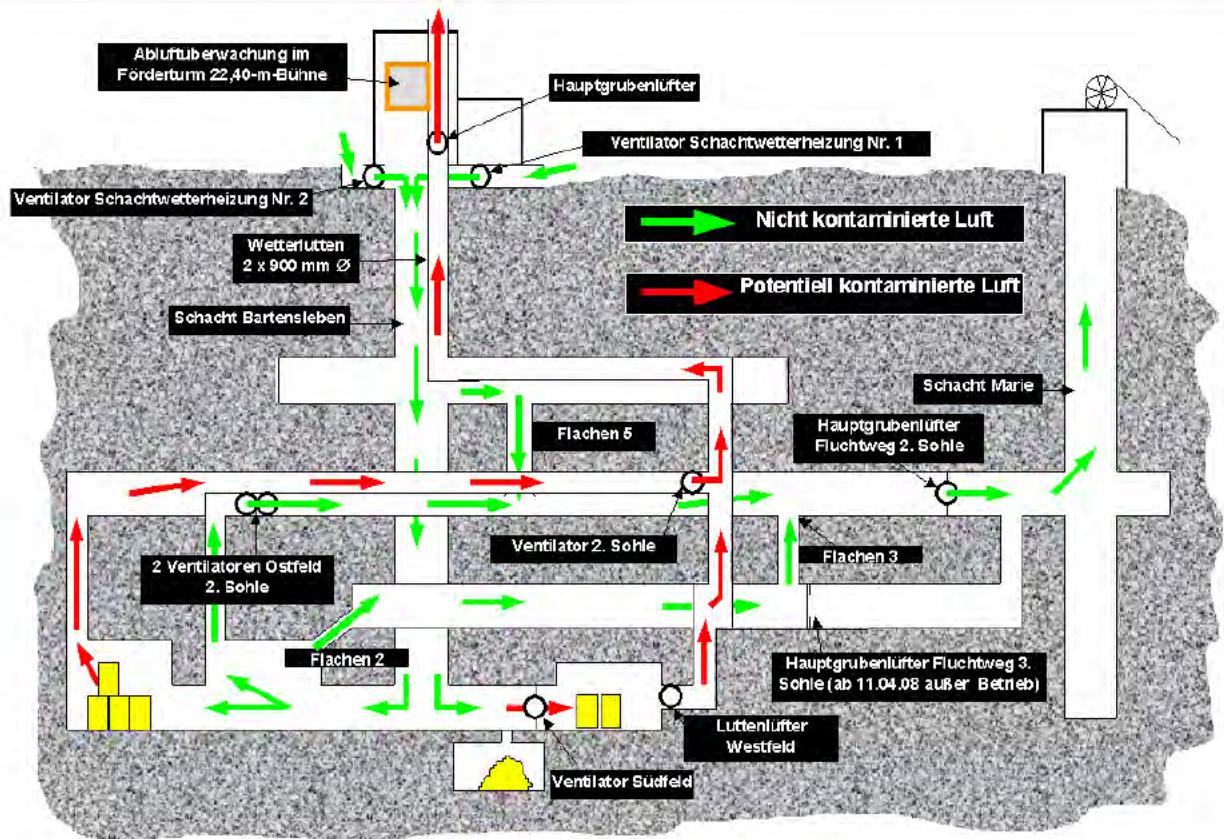 Abluftuberwachung im
Förderturm 22,40-m-Bühne
Hauptgrubenlüfter
Ventilator Schachtwetterheizung Nr. 1
Ventilator Schachtwetterheizung Nr. 2
Nicht kontaminierte Luft
Wetterlutten
2 x 900 mm Ø
Potentiell kontaminierte Luft
Schacht Bartensleben
Schacht Marie
Flachen 5
Hauptgrubenlüfter
Fluchtweg 2. Sohle
Ventilator 2. Sohle
Flachen 3
2 Ventilatoren Ostfeld
2. Sohle
Flachen 2
Hauptgrubenlüfter Fluchtweg 3.
Sohle (ab 11.04.08 außer Betrieb)
Luttenlüfter
Westfeld
Ventilator Südfeld